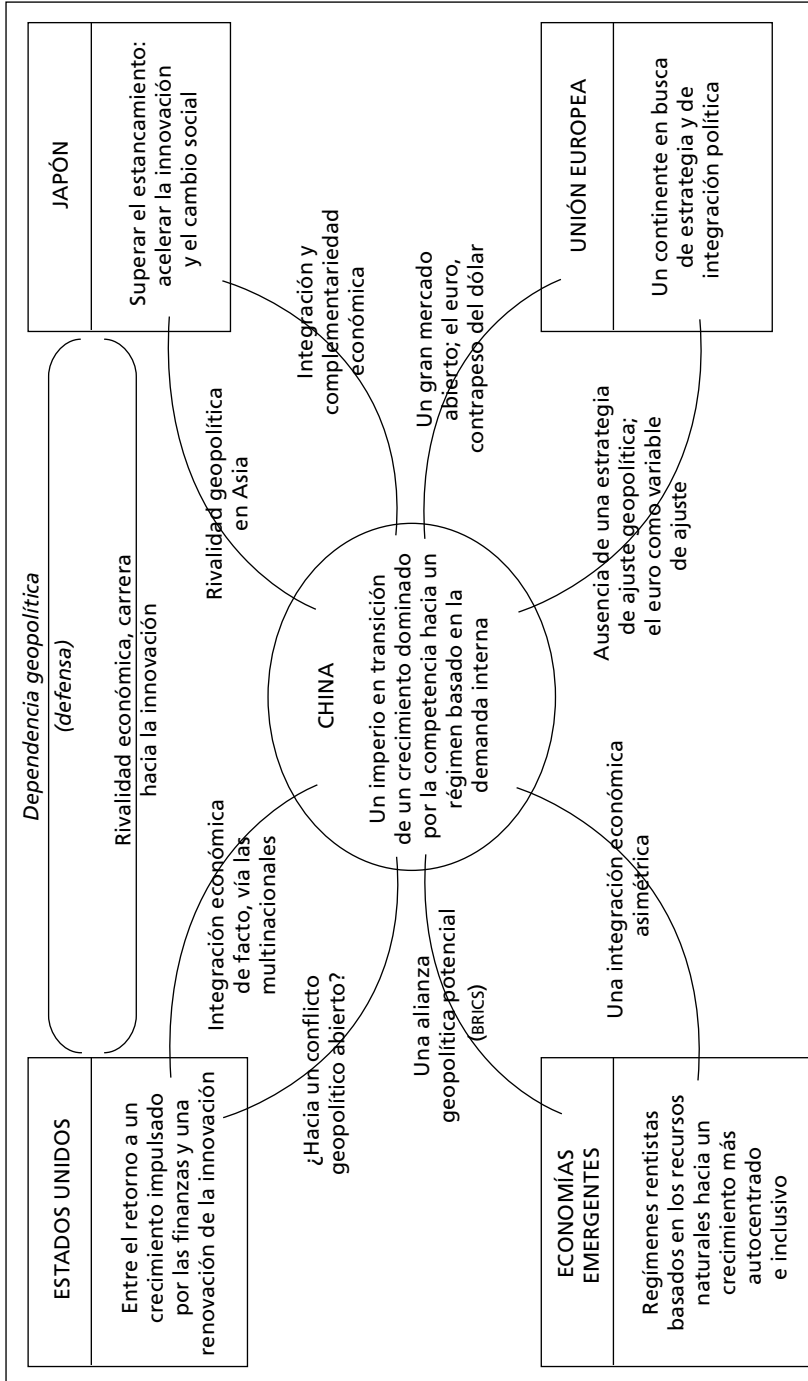 Dependencia geopolítica
(defensa)
Rivalidad económica, carrera
hacia la innovación
ESTADOS UNIDOS
Entre el retorno a un
crecimiento impulsado
por las finanzas y una
renovación de la innovación
JAPÓN
Superar el estancamiento:
acelerar la innovación
y el cambio social
Integración económica
de facto, vía las
multinacionales
¿Hacia un conflicto
geopolítico abierto?
Rivalidad geopolítica
en Asia
Integración y
complementariedad
económica
CHINA
Un imperio en transición
de un crecimiento dominado
por la competencia hacia un
régimen basado en la
demanda interna
Una alianza
geopolítica potencial
(BRICS)
Una integración económica
asimétrica
Un gran mercado
abierto; el euro,
contrapeso del dólar
Ausencia de una estrategia
de ajuste geopolítica;
el euro como variable
de ajuste
ECONOMÍAS
EMERGENTES
Regímenes rentistas
basados en los recursos
naturales hacia un
crecimiento más
autocentrado
e inclusivo
UNIÓN EUROPEA
Un continente en busca
de estrategia y de
integración política